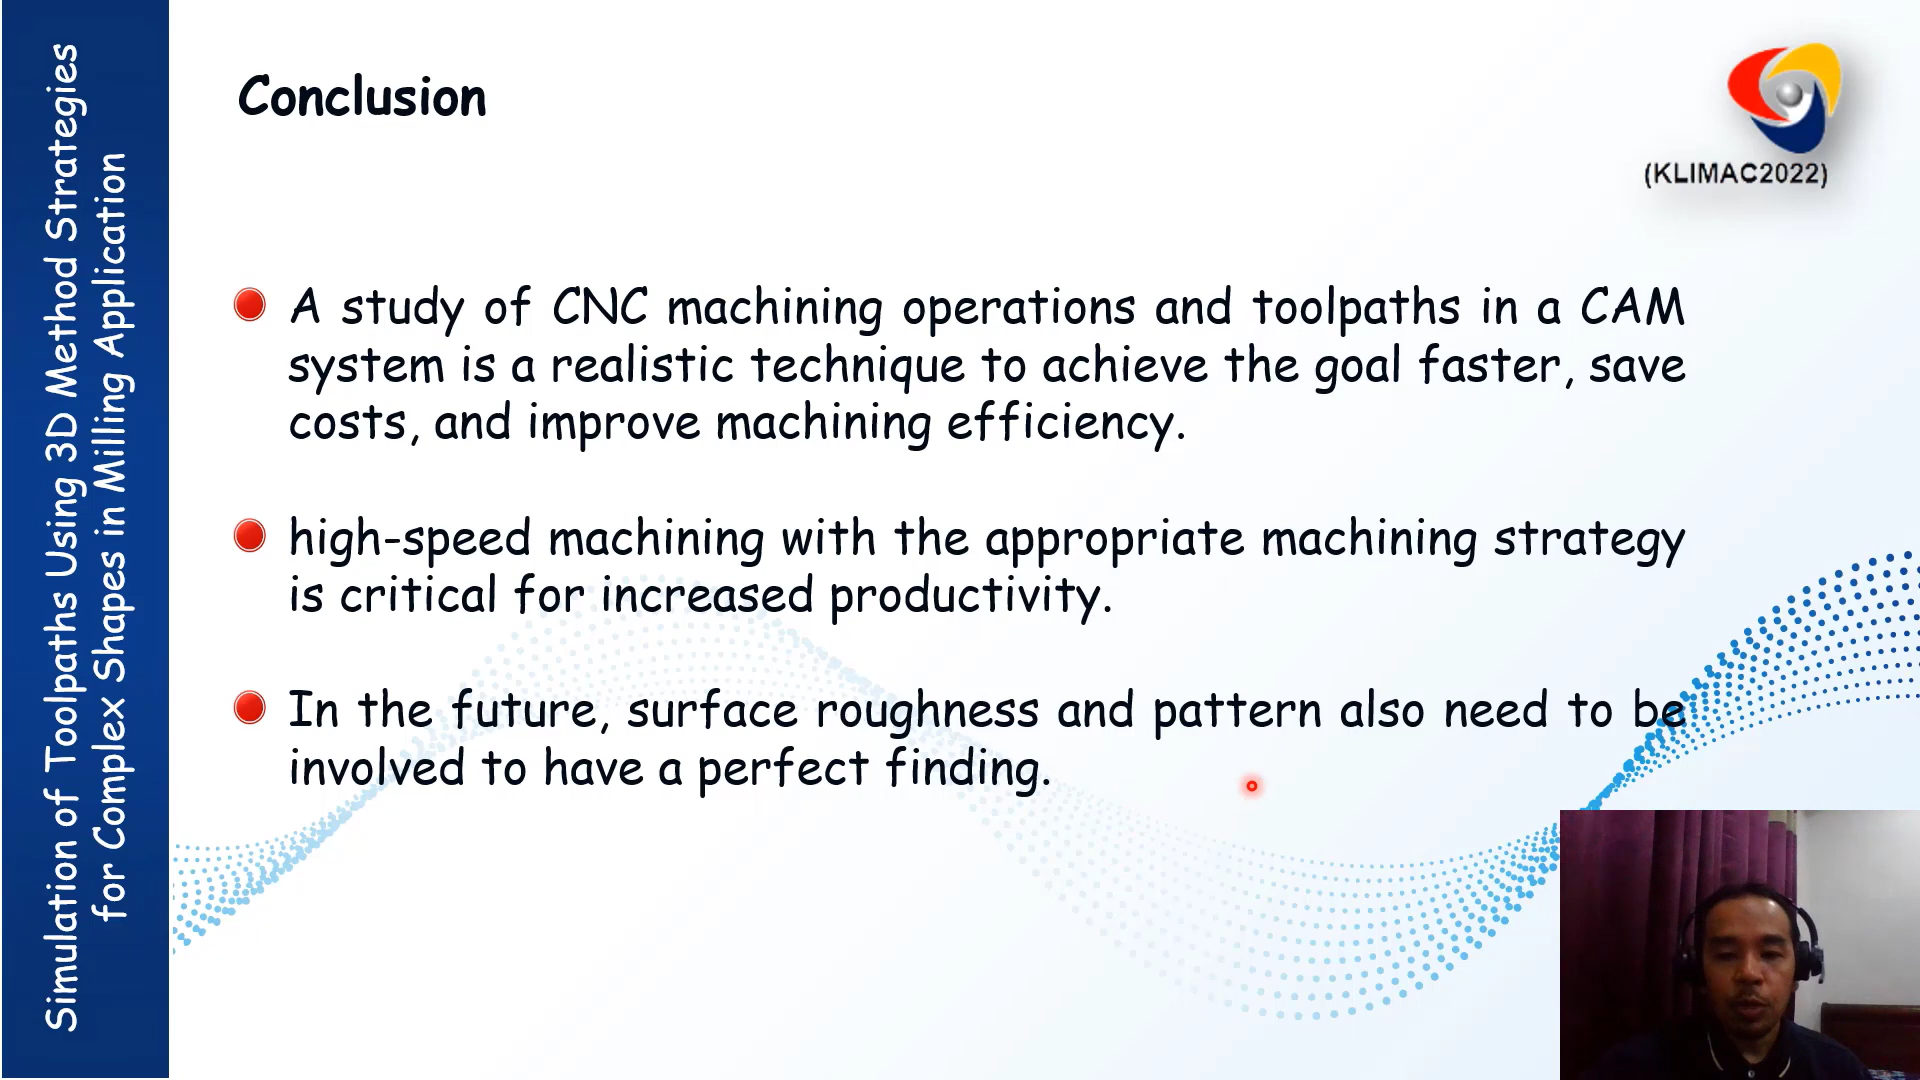 Simulation of Toolpaths Using 3D Method Strategies
for Complex Shapes in Milling Application
Conclusion
(KLIMAC2022)
A study of CNC machining operations and toolpaths in a CAM
system is a realistic technique to achieve the goal faster, save
costs, and improve machining efficiency.
high-speed machining with the appropriate machining strategy
is critical for increased productivity.
In the future, surface roughness and pattern also need to be
involved to have a perfect finding.